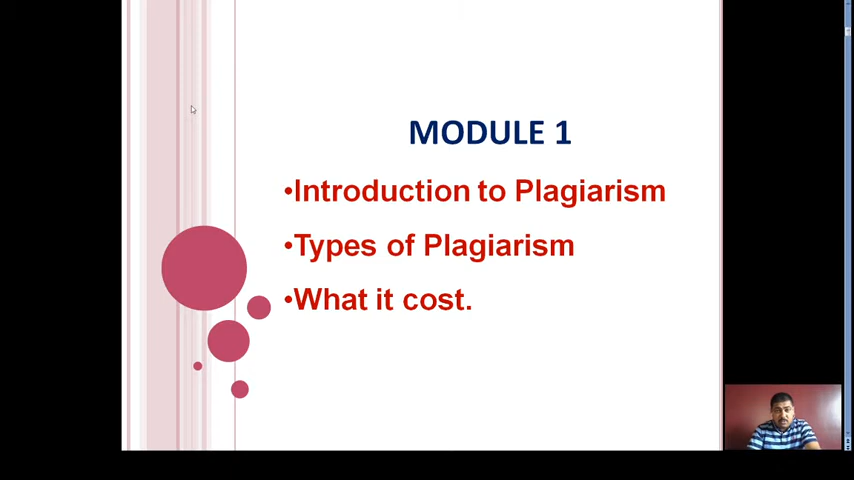 MODULE 1
•Introduction to Plagiarism
•Types of Plagiarism
•What it cost.